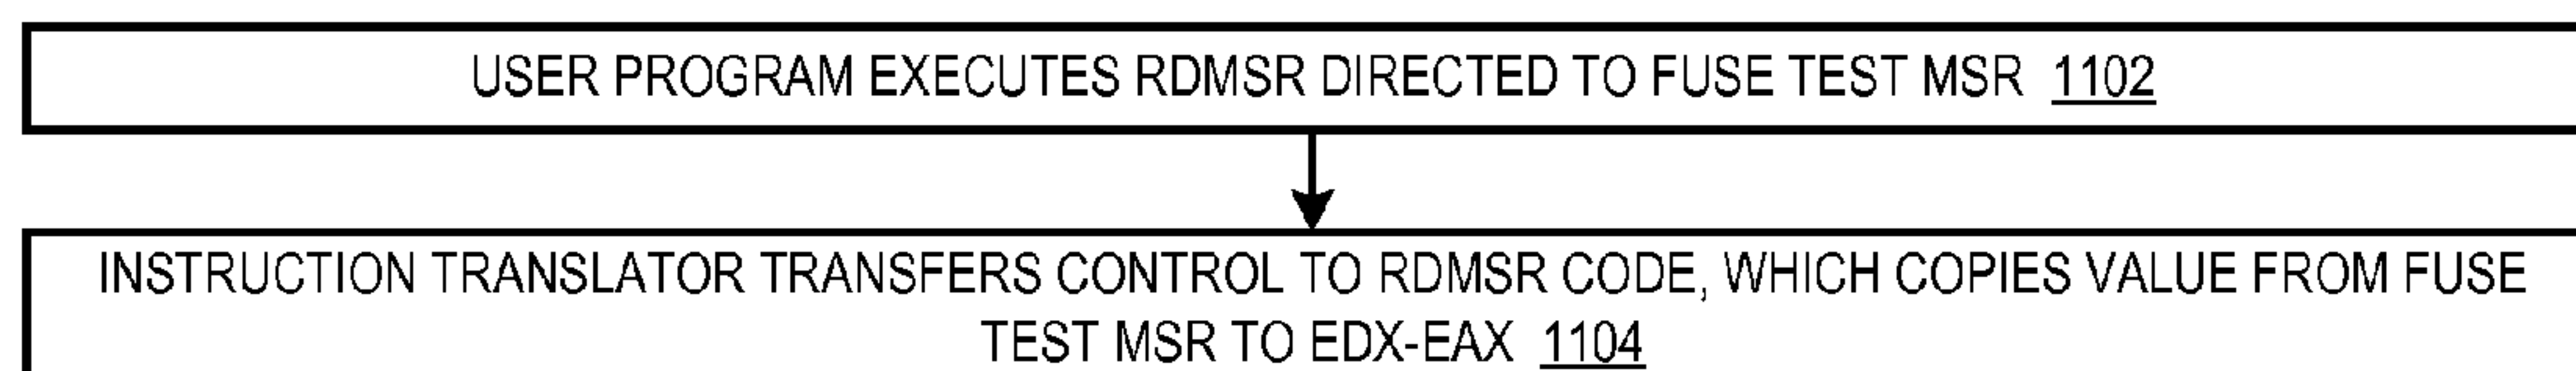 USER PROGRAM EXECUTES RDMSR DIRECTED TO FUSE TEST MSR 1102
INSTRUCTION TRANSLATOR TRANSFERS CONTROL TO RDMSR CODE, WHICH COPIES VALUE FROM FUSE
TEST MSR TO EDX-EAX 1104